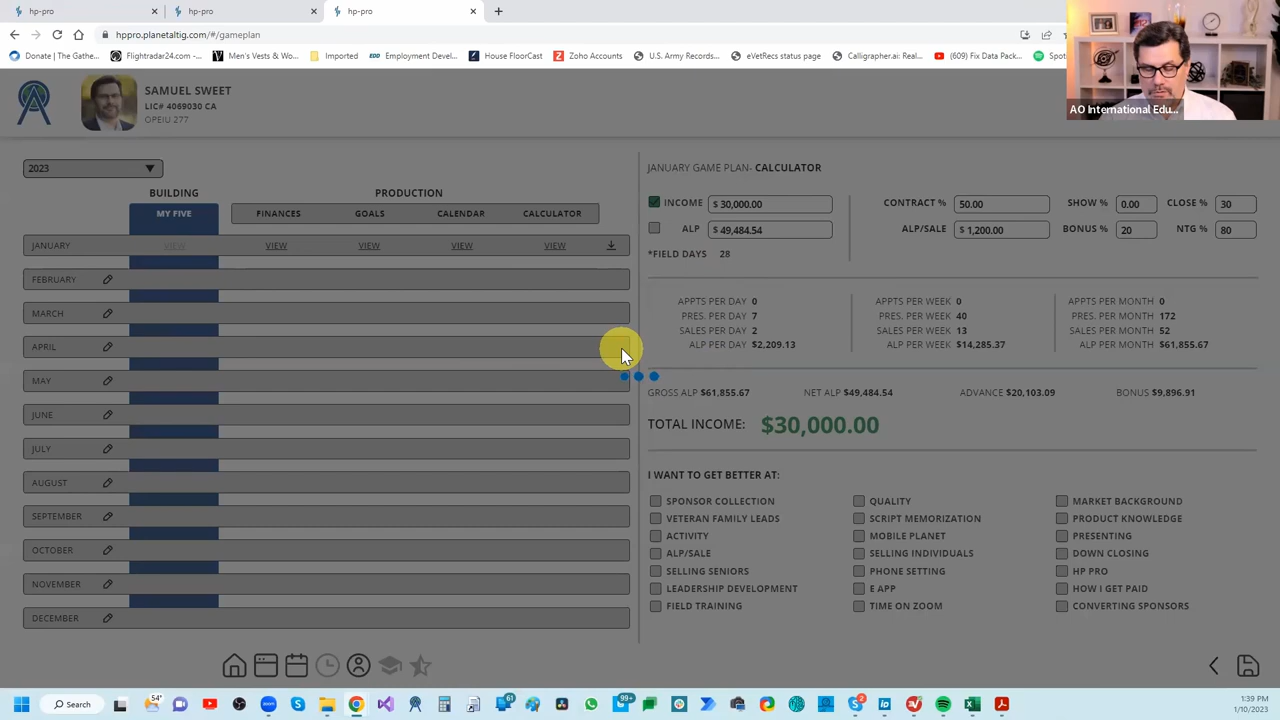 hp-pro
hp-pro
hp-pro
hppro.planetaltig.com/#/gameplan
Donate | The Gathe...
Flightradar24.com -...
Men's Vests & Wo...
Imported
EDD Employment Devel...
House FloorCast
Zoho Accounts
U.S. Army Records...
eVetRecs status page
Calligrapher.ai: Real...
(609) Fix Data Pack...
Spot
AO International Edu...
SAMUEL SWEET
LIC# 4069030 CA
OPEIU 277
2023
BUILDING
PRODUCTION
MY FIVE
FINANCES
GOALS
CALENDAR
CALCULATOR
JANUARY
VIEW
VIEW
VIEW
VIEW
VIEW
FEBRUARY
MARCH
APRIL
MAY
JUNE
JULY
AUGUST
SEPTEMBER
OCTOBER
NOVEMBER
DECEMBER
JANUARY GAME PLAN- CALCULATOR
INCOME $ 30,000.00
CONTRACT % 50.00
SHOW % 0.00
CLOSE % 30
ALP $ 49,484.54
ALP/SALE $ 1,200.00
BONUS % 20
NTG % 80
*FIELD DAYS 28
APPTS PER DAY 0
PRES. PER DAY 7
SALES PER DAY 2
ALP PER DAY $2,209.13
APPTS PER WEEK 0
PRES. PER WEEK 40
SALES PER WEEK 13
ALP PER WEEK $14,285.37
APPTS PER MONTH 0
PRES. PER MONTH 172
SALES PER MONTH 52
ALP PER MONTH $61,855.67
GROSS ALP $61,855.67
NET ALP $49,484.54
ADVANCE $20,103.09
BONUS $9,896.91
TOTAL INCOME: $30,000.00
I WANT TO GET BETTER AT:
SPONSOR COLLECTION
VETERAN FAMILY LEADS
ACTIVITY
ALP/SALE
SELLING SENIORS
LEADERSHIP DEVELOPMENT
FIELD TRAINING
QUALITY
SCRIPT MEMORIZATION
MOBILE PLANET
SELLING INDIVIDUALS
PHONE SETTING
E APP
TIME ON ZOOM
MARKET BACKGROUND
PRODUCT KNOWLEDGE
PRESENTING
DOWN CLOSING
HP PRO
HOW I GET PAID
CONVERTING SPONSORS
Search
54°
61
99+
2
1:39 PM
1/10/2023